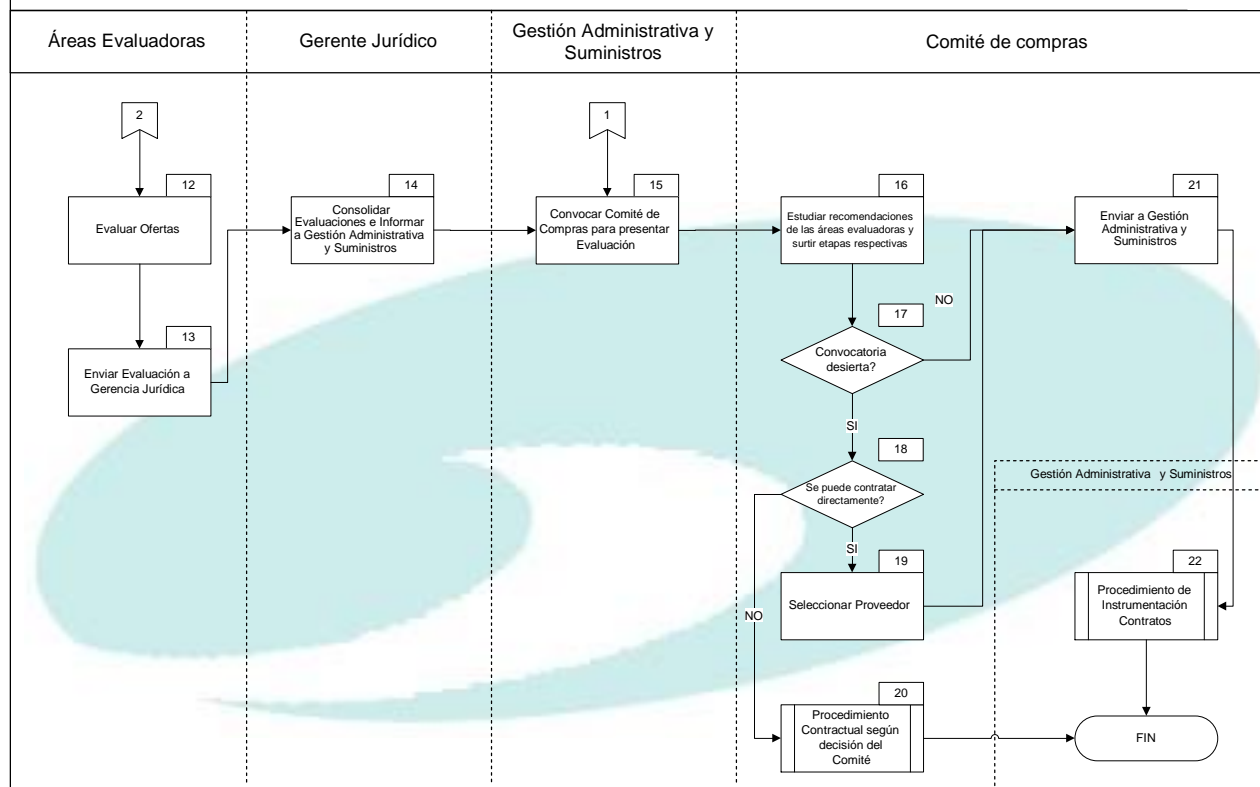 Áreas Evaluadoras
Gerente Jurídico
Gestión Administrativa y
Suministros
Comité de compras
2
1
12
Evaluar Ofertas
13
Enviar Evaluación a
Gerencia Jurídica
14
Consolidar
Evaluaciones e Informar
a Gestión Administrativa
y Suministros
15
Convocar Comité de
Compras para presentar
Evaluación
16
Estudiar recomendaciones
de las áreas evaluadoras y
surtir etapas respectivas
17
NO
Convocatoria
desierta?
SI
18
Se puede contratar
directamente?
SI
NO
19
Seleccionar Proveedor
20
Procedimiento
Contractual según
decisión del
Comité
21
Enviar a Gestión
Administrativa y
Suministros
Gestión Administrativa y Suministros
22
Procedimiento de
Instrumentación
Contratos
FIN